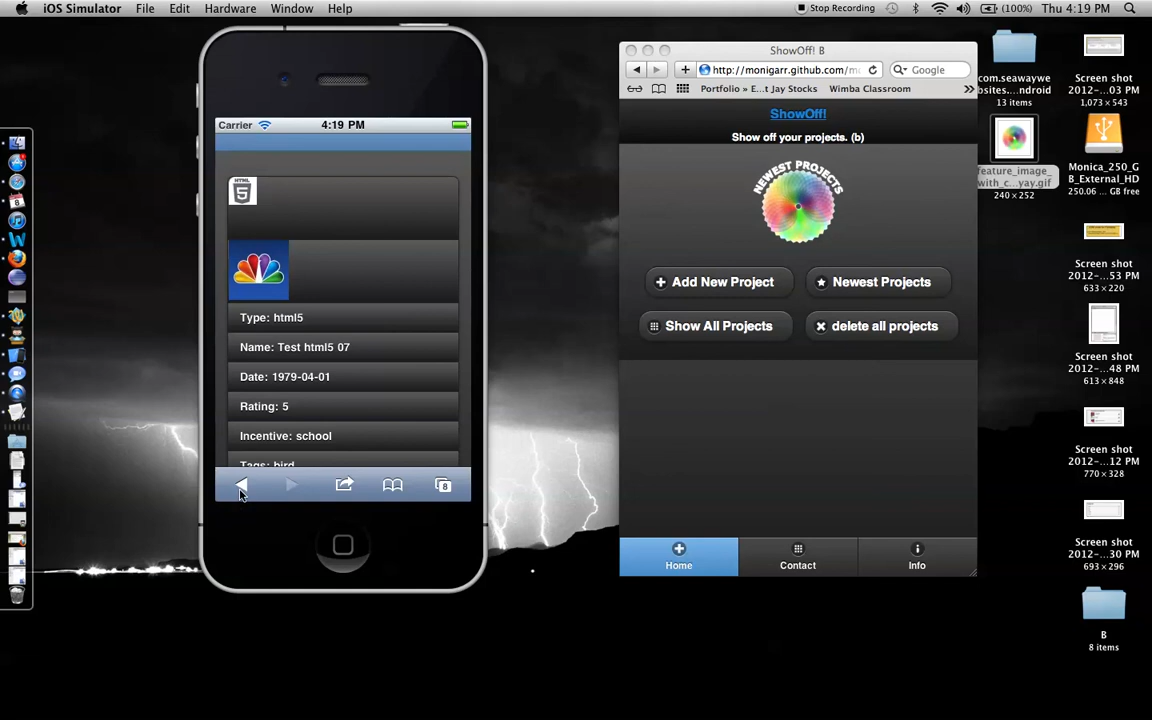 iOS Simulator File Edit Hardware Window Help
Stop Recording (100%) Thu 4:19 PM
Carrier 4:19 PM
HTML
5
Type: html5
Name: Test html5 07
Date: 1979-04-01
Rating: 5
Incentive: school
Tags: bird
8
ShowOff! B
http://monigarr.github.com/m
Google
Portfolio » E...t Jay Stocks Wimba Classroom »
ShowOff!
Show off your projects. (b)
NEWEST PROJECTS
Add New Project
Newest Projects
Show All Projects
delete all projects
Home
Contact
Info
com.seawaywe
bsites....ndroid
13 items
feature_image_
with_c...yay.gif
240 × 252
Screen shot
2012-...03 PM
1,073 × 543
Monica_250_G
B_External_HD
250.06 ... GB free
Screen shot
2012-...53 PM
633 × 220
Screen shot
2012-...48 PM
613 × 848
Screen shot
2012-...12 PM
770 × 328
Screen shot
2012-...30 PM
693 × 296
B
8 items